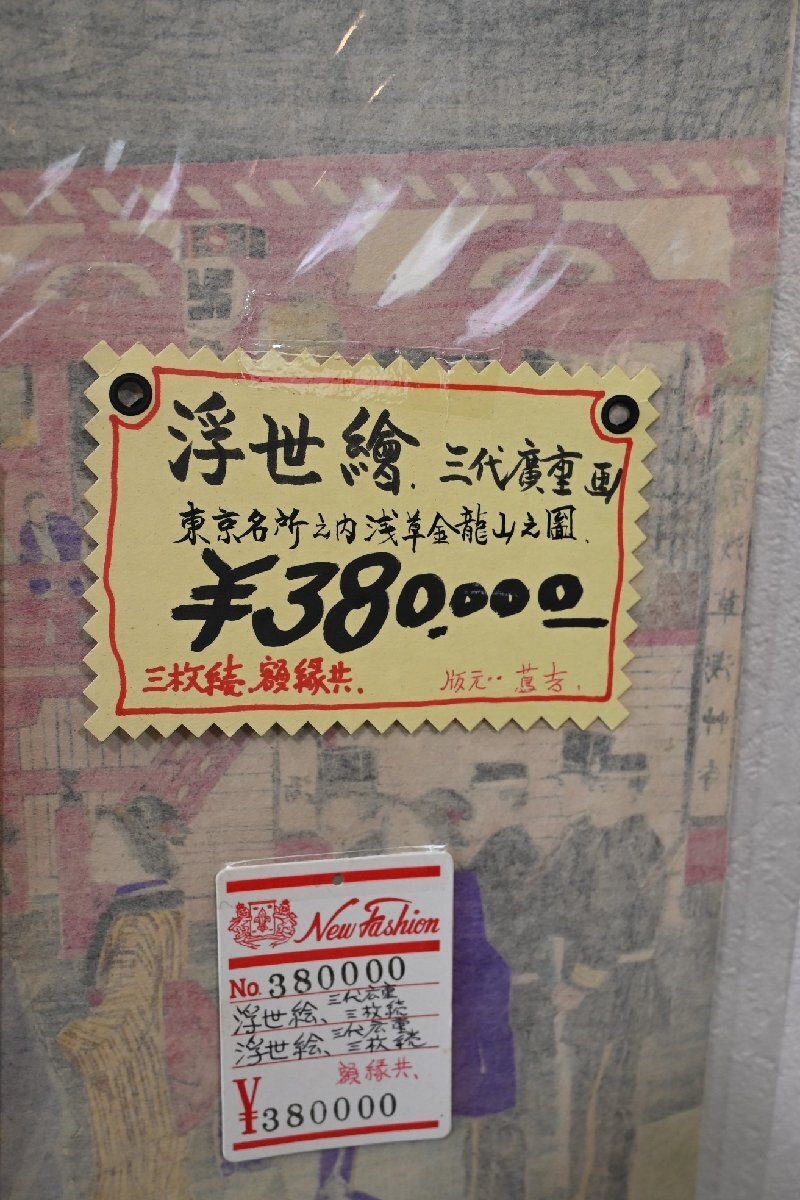 浮世繪. 三代廣重画
東京名所之内浅草金龍山之圖.
¥380.000
三枚続.額縁共.
版元‥蔦吉.
New Fashion
No. 380000
浮世絵、三代広重
三枚続
浮世絵、三代広重
三枚続
額縁共、
¥380000